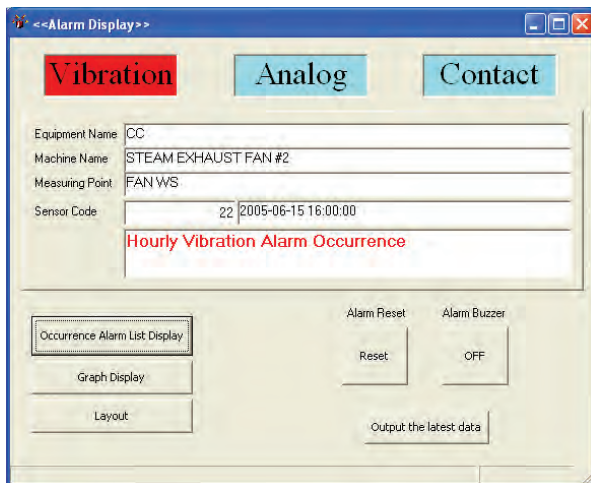 <<Alarm Display>>
Vibration Analog Contact
Equipment Name CC
Machine Name STEAM EXHAUST FAN #2
Measuring Point FAN WS
Sensor Code 22 2005-06-15 16:00:00
Hourly Vibration Alarm Occurrence
Alarm Reset Alarm Buzzer
Occurrence Alarm List Display
Reset OFF
Graph Display
Layout
Output the latest data